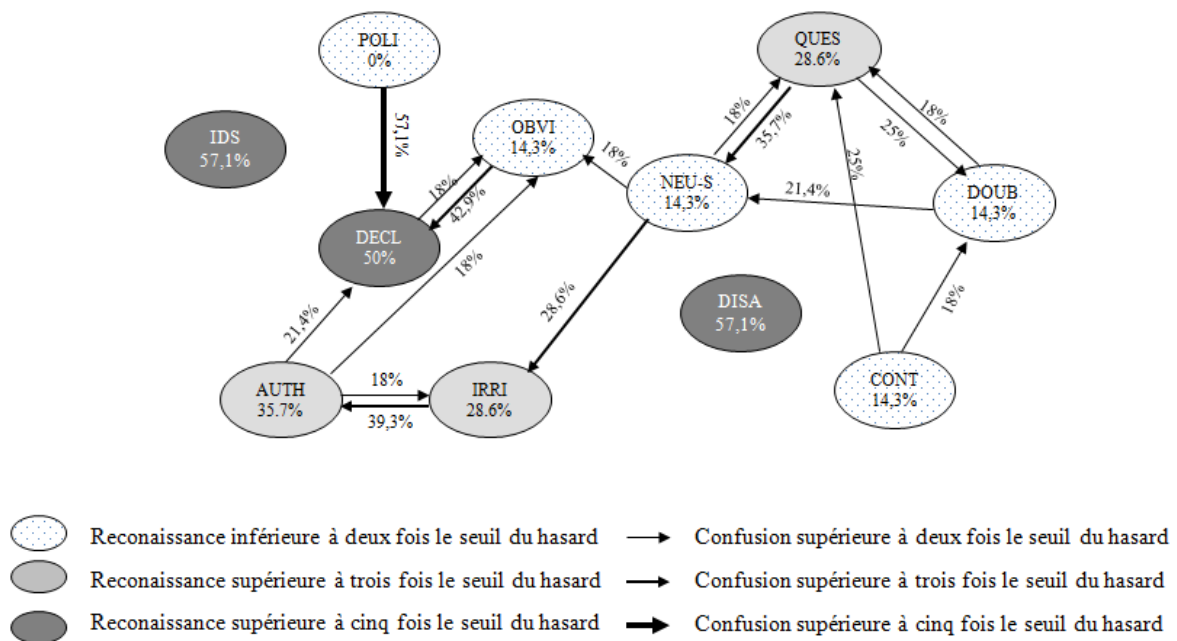 POLI
0%
QUES
28.6%
IDS
57,1%
57,1%
OBVI
14,3%
18%
18%
35.7%
18%
25%
NEU-S
14,3%
18%
42,9%
25%
21,4%
DOUB
14,3%
DECL
50%
18%
28,6%
DISA
57,1%
18%
21,4%
AUTH
35.7%
18%
39,3%
IRRI
28.6%
CONT
14,3%
Reconaissance inférieure à deux fois le seuil du hasard
Confusion supérieure à deux fois le seuil du hasard
Reconaissance supérieure à trois fois le seuil du hasard
Confusion supérieure à trois fois le seuil du hasard
Reconaissance supérieure à cinq fois le seuil du hasard
Confusion supérieure à cinq fois le seuil du hasard